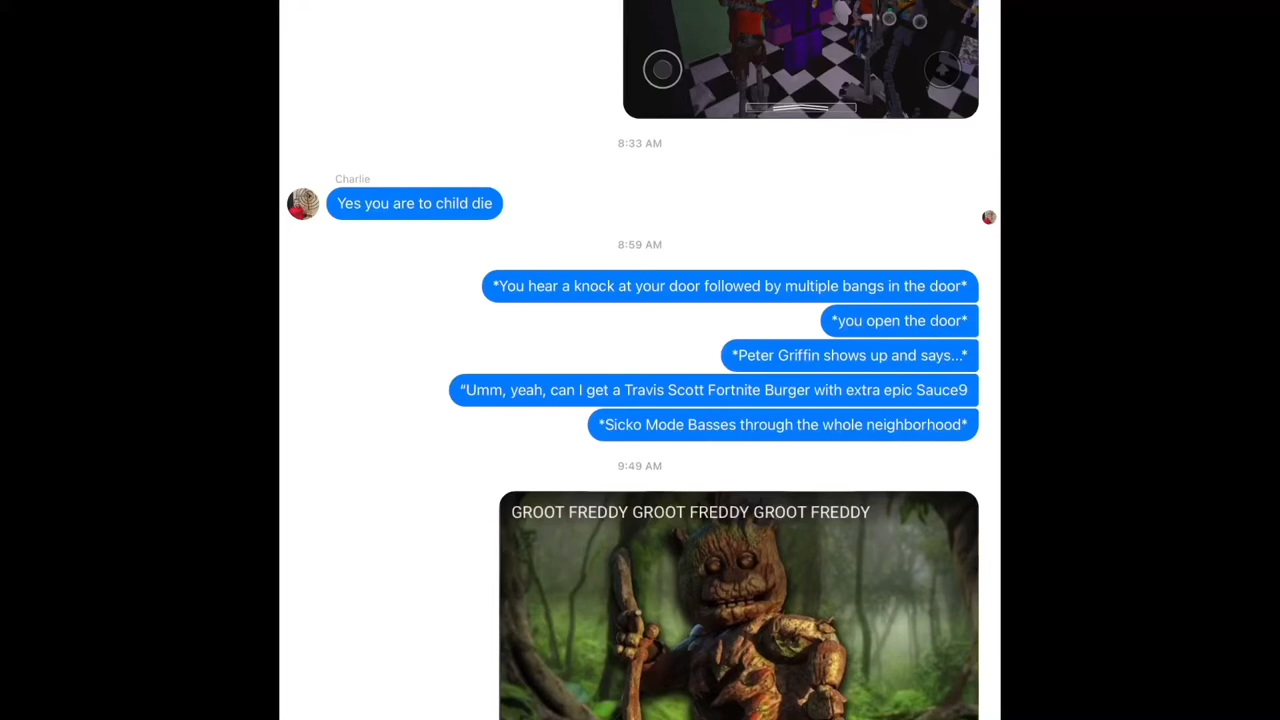 8:33 AM
Charlie
Yes you are to child die
8:59 AM
*You hear a knock at your door followed by multiple bangs in the door*
*you open the door*
*Peter Griffin shows up and says...*
“Umm, yeah, can I get a Travis Scott Fortnite Burger with extra epic Sauce9
*Sicko Mode Basses through the whole neighborhood*
9:49 AM
GROOT FREDDY GROOT FREDDY GROOT FREDDY